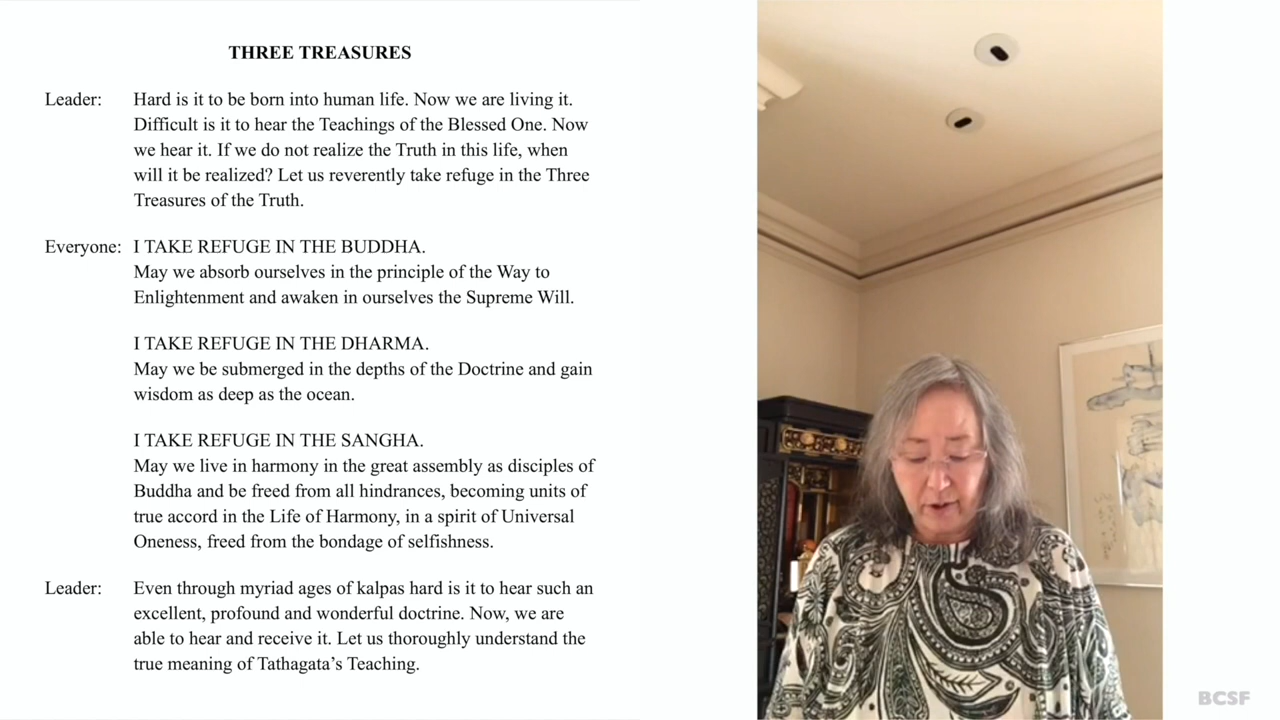 THREE TREASURES
Leader: Hard is it to be born into human life. Now we are living it.
Difficult is it to hear the Teachings of the Blessed One. Now
we hear it. If we do not realize the Truth in this life, when
will it be realized? Let us reverently take refuge in the Three
Treasures of the Truth.
Everyone: I TAKE REFUGE IN THE BUDDHA.
May we absorb ourselves in the principle of the Way to
Enlightenment and awaken in ourselves the Supreme Will.
I TAKE REFUGE IN THE DHARMA.
May we be submerged in the depths of the Doctrine and gain
wisdom as deep as the ocean.
I TAKE REFUGE IN THE SANGHA.
May we live in harmony in the great assembly as disciples of
Buddha and be freed from all hindrances, becoming units of
true accord in the Life of Harmony, in a spirit of Universal
Oneness, freed from the bondage of selfishness.
Leader: Even through myriad ages of kalpas hard is it to hear such an
excellent, profound and wonderful doctrine. Now, we are
able to hear and receive it. Let us thoroughly understand the
true meaning of Tathagata’s Teaching.
BCSF